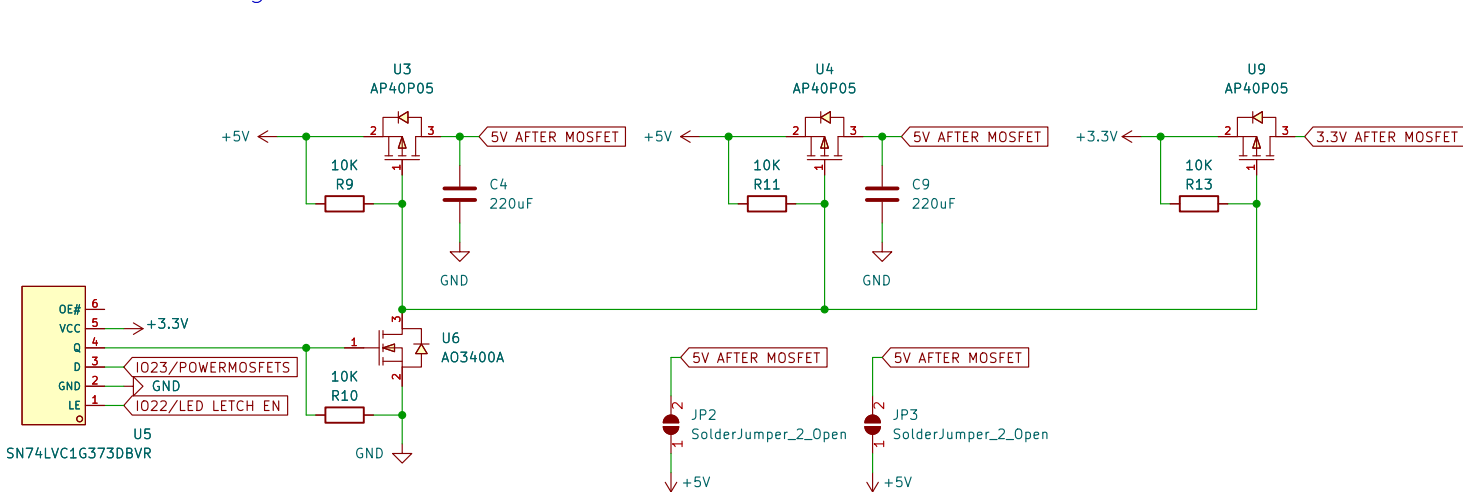 U3
AP40P05
U4
AP40P05
U9
AP40P05
+5V
2
3
5V AFTER MOSFET
+5V
2
3
5V AFTER MOSFET
+3.3V
2
3
3.3V AFTER MOSFET
1
1
1
10K
R9
C4
220uF
10K
R11
C9
220uF
10K
R13
GND
GND
OE# 6
VCC 5
+3.3V
Q 4
D 3
IO23/POWERMOSFETS
GND 2
GND
LE 1
IO22/LED LETCH EN
U5
SN74LVC1G373DBVR
3
1
2
U6
AO3400A
10K
R10
GND
5V AFTER MOSFET
2
JP2
SolderJumper_2_Open
1
+5V
5V AFTER MOSFET
2
JP3
SolderJumper_2_Open
1
+5V